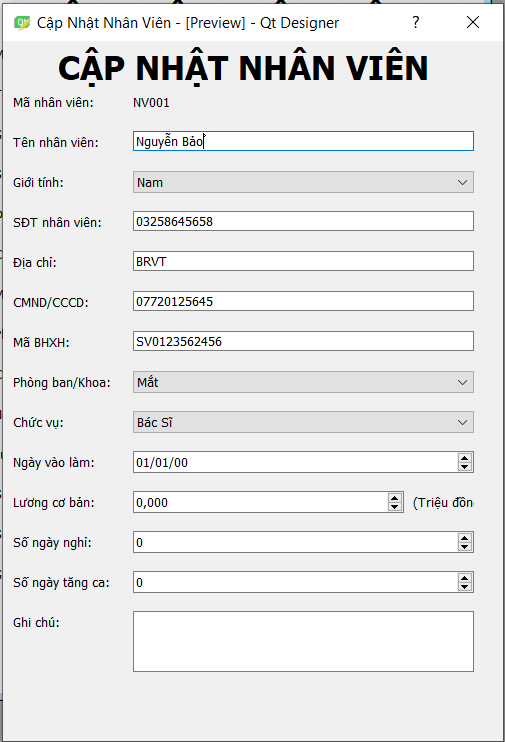 Cập Nhật Nhân Viên - [Preview] - Qt Designer
CẬP NHẬT NHÂN VIÊN
Mã nhân viên: NV001
Tên nhân viên: Nguyễn Bảo
Giới tính: Nam
SĐT nhân viên: 03258645658
Địa chỉ: BRVT
CMND/CCCD: 07720125645
Mã BHXH: SV0123562456
Phòng ban/Khoa: Mắt
Chức vụ: Bác Sĩ
Ngày vào làm: 01/01/00
Lương cơ bản: 0,000 (Triệu đồn
Số ngày nghỉ: 0
Số ngày tăng ca: 0
Ghi chú: